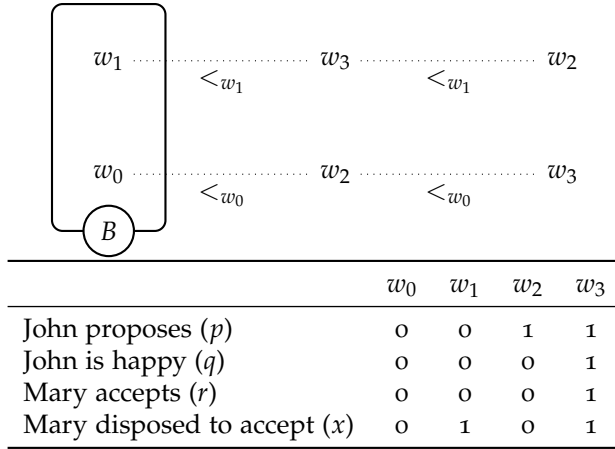 w₁ w₃ w₂
<w₁ <w₁
w₀ w₂ w₃
<w₀ <w₀
B
w₀ w₁ w₂ w₃
John proposes (p) 0 0 1 1
John is happy (q) 0 0 0 1
Mary accepts (r) 0 0 0 1
Mary disposed to accept (x) 0 1 0 1